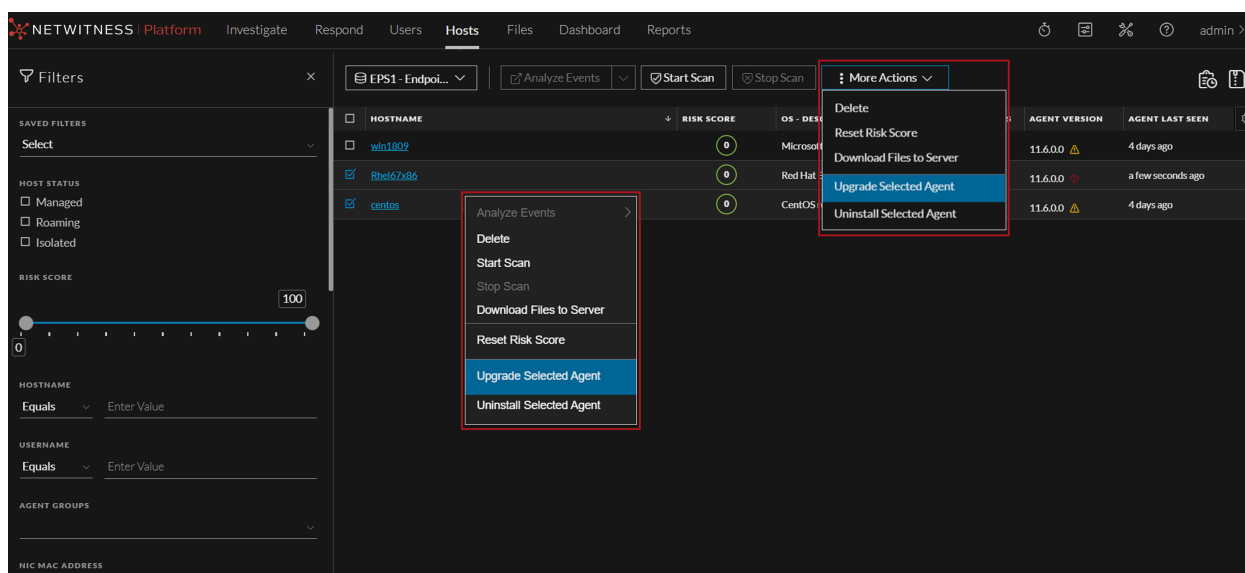 NETWITNESS | Platform Investigate Respond Users Hosts Files Dashboard Reports admin >
Filters ×
SAVED FILTERS
Select
HOST STATUS
Managed
Roaming
Isolated
RISK SCORE
100
0
HOSTNAME
Equals Enter Value
USERNAME
Equals Enter Value
AGENT GROUPS
NIC MAC ADDRESS
EPS1 - Endpoi... Analyze Events Start Scan Stop Scan More Actions
HOSTNAME RISK SCORE OS - DESC AGENT VERSION AGENT LAST SEEN
win1809 0 Microsof 11.6.0.0 4 days ago
Rhel67x86 0 Red Hat 11.6.0.0 a few seconds ago
centos 0 CentOS 11.6.0.0 4 days ago
Delete
Reset Risk Score
Download Files to Server
Upgrade Selected Agent
Uninstall Selected Agent
Analyze Events
Delete
Start Scan
Stop Scan
Download Files to Server
Reset Risk Score
Upgrade Selected Agent
Uninstall Selected Agent